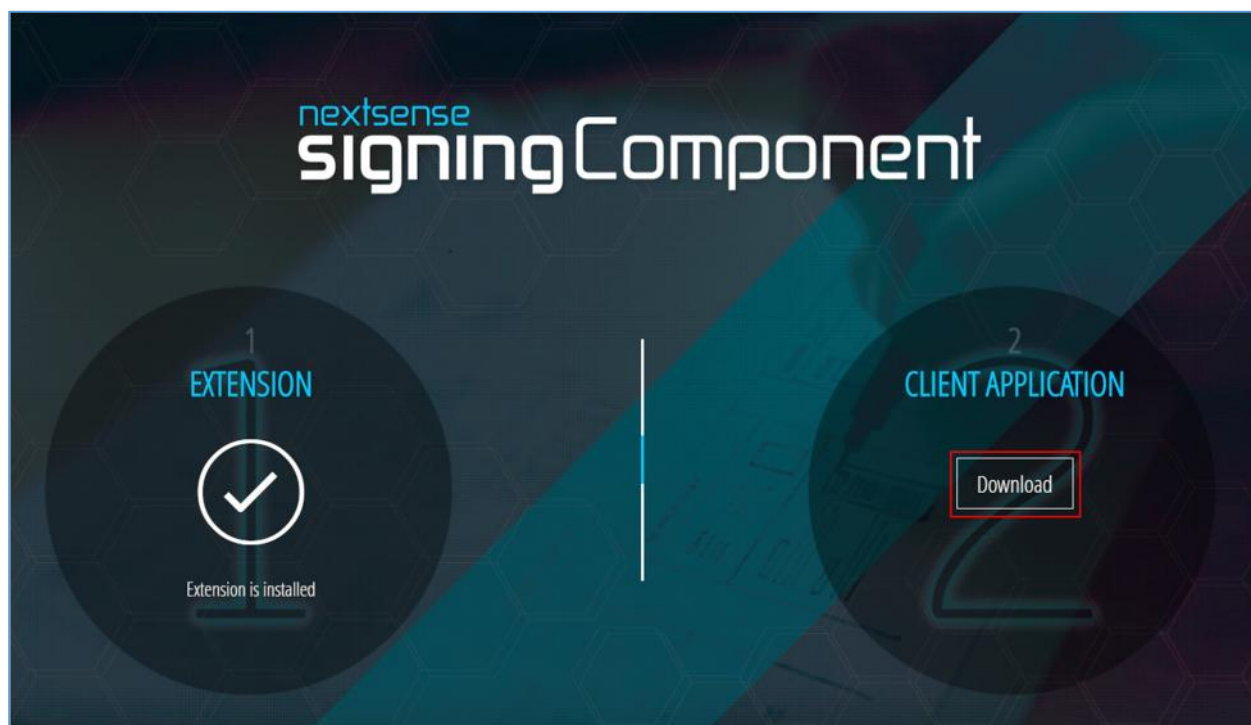 nextsense
signingComponent
1
EXTENSION
Extension is installed
2
CLIENT APPLICATION
Download